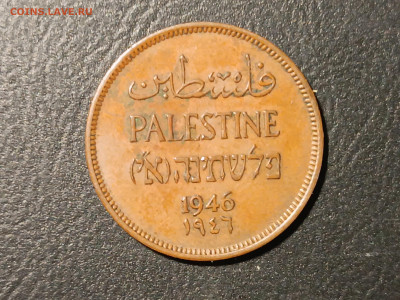 COINS.LAVE.RU
فلسطين
PALESTINE
פלשתינה (א״י)
1946
١٩٤٦